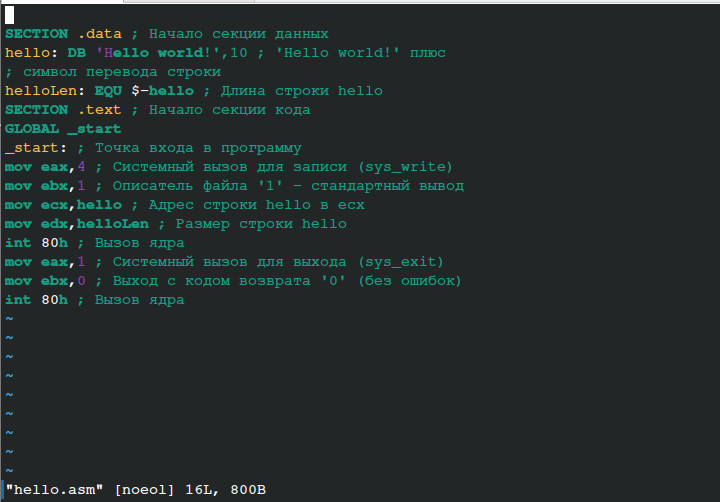 SECTION .data ; Начало секции данных
hello: DB 'Hello world!',10 ; 'Hello world!' плюс
; символ перевода строки
helloLen: EQU $-hello ; Длина строки hello
SECTION .text ; Начало секции кода
GLOBAL _start
_start: ; Точка входа в программу
mov eax,4 ; Системный вызов для записи (sys_write)
mov ebx,1 ; Описатель файла '1' - стандартный вывод
mov ecx,hello ; Адрес строки hello в ecx
mov edx,helloLen ; Размер строки hello
int 80h ; Вызов ядра
mov eax,1 ; Системный вызов для выхода (sys_exit)
mov ebx,0 ; Выход с кодом возврата '0' (без ошибок)
int 80h ; Вызов ядра
~
~
~
~
~
~
~
~
~
"hello.asm" [noeol] 16L, 800B